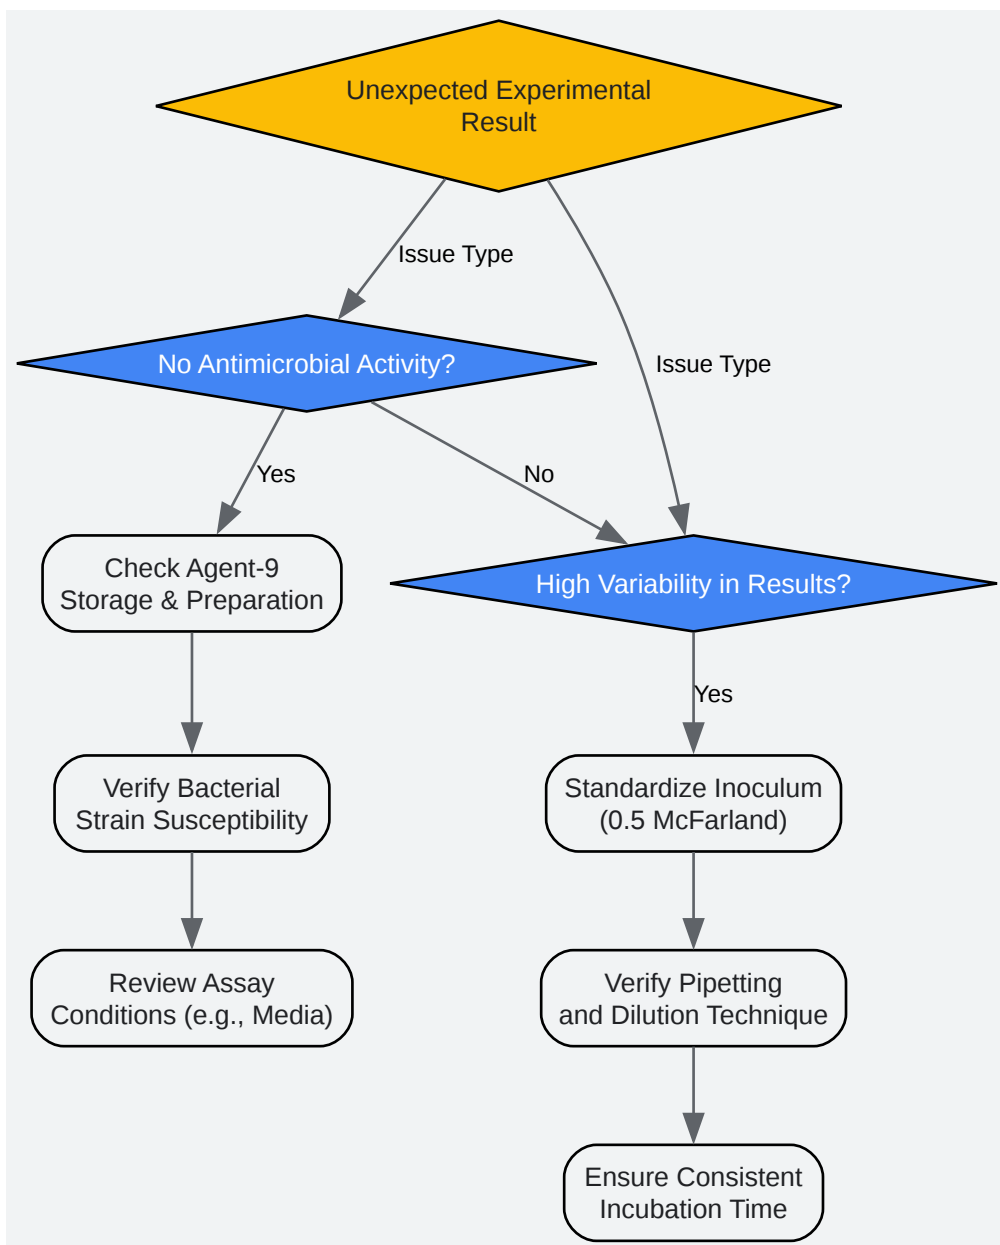 Unexpected Experimental
Result
Issue Type
Issue Type
No Antimicrobial Activity?
Yes
No
Check Agent-9
Storage & Preparation
High Variability in Results?
Yes
Verify Bacterial
Strain Susceptibility
Standardize Inoculum
(0.5 McFarland)
Review Assay
Conditions (e.g., Media)
Verify Pipetting
and Dilution Technique
Ensure Consistent
Incubation Time